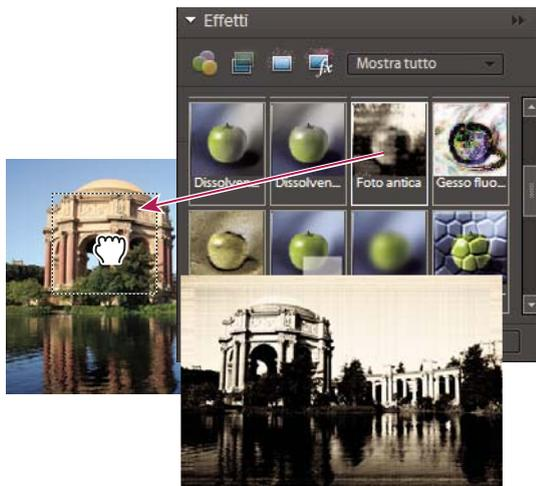 Effetti
Mostra tutto
Dissolven...
Dissolven...
Foto antica
Gesso fluo...